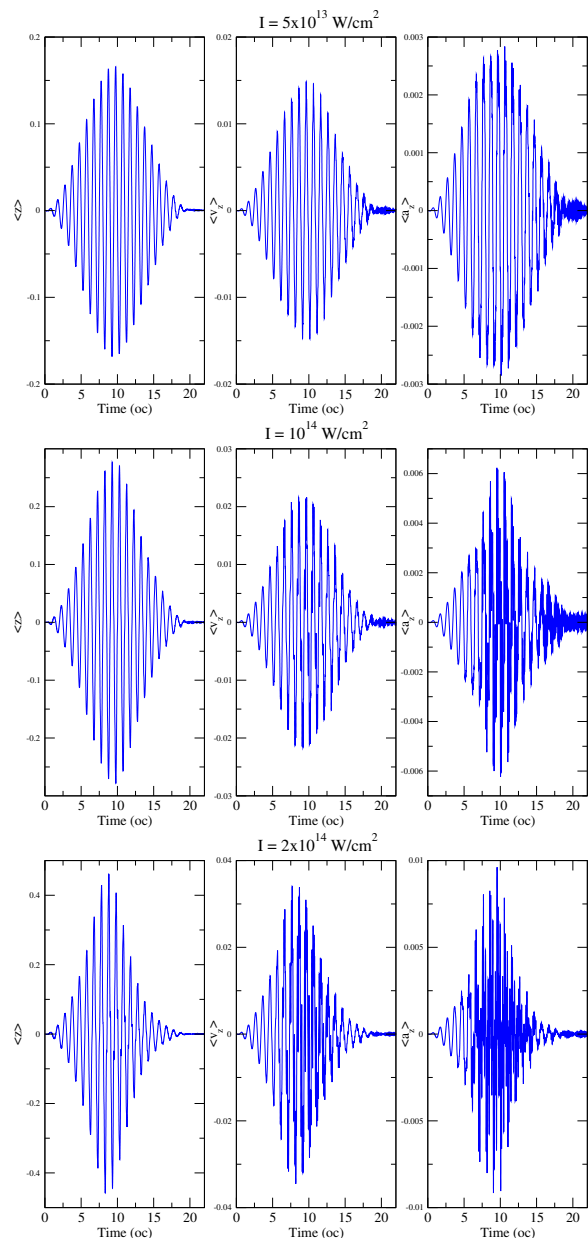 I = 5x10^13 W/cm^2
0.2
0.1
0
-0.1
-0.2
<z>
0 5 10 15 20
Time (oc)
0.02
0.01
0
-0.01
-0.02
<v_z>
0 5 10 15 20
Time (oc)
0.003
0.002
0.001
0
-0.001
-0.002
-0.003
<a_z>
0 5 10 15 20
Time (oc)
I = 10^14 W/cm^2
0.2
0.1
0
-0.1
-0.2
<z>
0 5 10 15 20
Time (oc)
0.03
0.02
0.01
0
-0.01
-0.02
-0.03
<v_z>
0 5 10 15 20
Time (oc)
0.006
0.004
0.002
0
-0.002
-0.004
-0.006
<a_z>
0 5 10 15 20
Time (oc)
I = 2x10^14 W/cm^2
0.4
0.2
0
-0.2
-0.4
<z>
0 5 10 15 20
Time (oc)
0.04
0.02
0
-0.02
-0.04
<v_z>
0 5 10 15 20
Time (oc)
0.01
0.005
0
-0.005
-0.01
<a_z>
0 5 10 15 20
Time (oc)